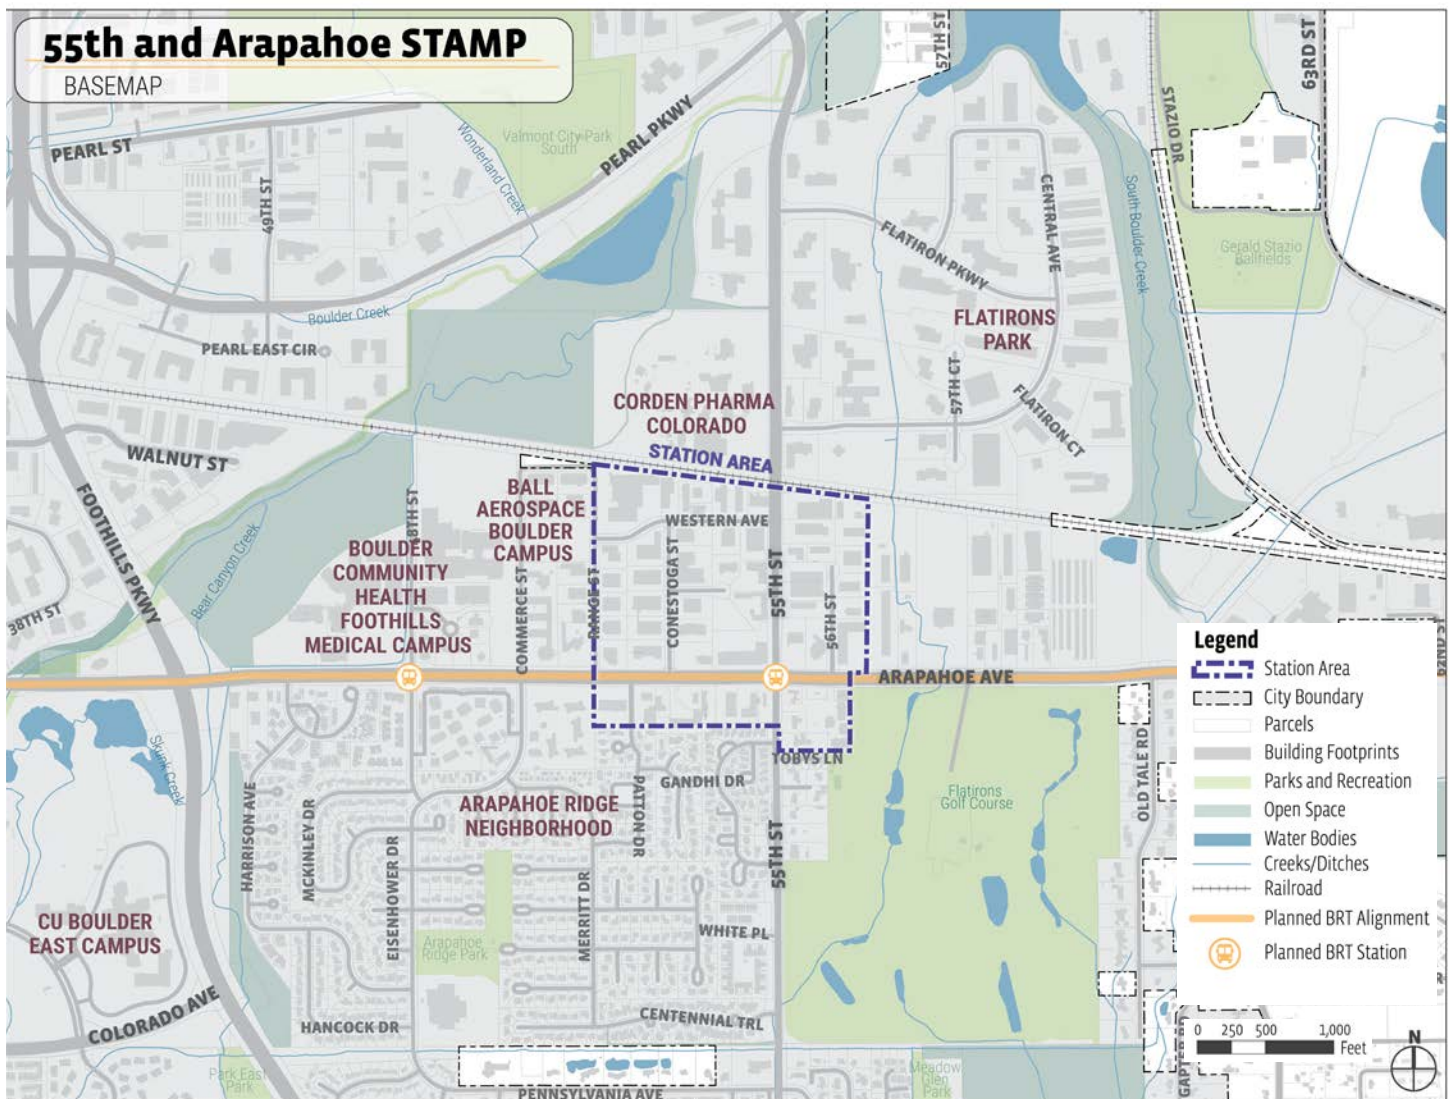 55th and Arapahoe STAMP
BASEMAP
57TH ST
63RD ST
PEARL ST
Wonderland Creek
Valmont City Park
South
PEARL PKWY
STAZIO DR
49TH ST
CENTRAL AVE
South Boulder Creek
FLATIRON PKWY
Gerald Stazio
Ballfields
Boulder Creek
FLATIRONS
PARK
PEARL EAST CIR
57TH CT
FLATIRON CT
CORDEN PHARMA
COLORADO
STATION AREA
WALNUT ST
FOOTHILLS PKWY
48TH ST
BALL
AEROSPACE
BOULDER
CAMPUS
WESTERN AVE
Bear Canyon Creek
BOULDER
COMMUNITY
HEALTH
FOOTHILLS
MEDICAL CAMPUS
COMMERCE ST
RANGE ST
CONESTOGA ST
55TH ST
56TH ST
38TH ST
62ND ST
ARAPAHOE AVE
Skunk Creek
TOBYS LN
OLD TALE RD
GANDHI DR
PATTON DR
HARRISON AVE
MCKINLEY DR
ARAPAHOE RIDGE
NEIGHBORHOOD
Flatirons
Golf Course
EISENHOWER DR
55TH ST
MERRITT DR
CU BOULDER
EAST CAMPUS
Arapahoe
Ridge Park
WHITE PL
COLORADO AVE
HANCOCK DR
CENTENNIAL TRL
Park East
Park
PENNSYLVANIA AVE
Meadow
Glen
Park
Legend
Station Area
City Boundary
Parcels
Building Footprints
Parks and Recreation
Open Space
Water Bodies
Creeks/Ditches
Railroad
Planned BRT Alignment
Planned BRT Station
0 250 500 1,000
Feet
N